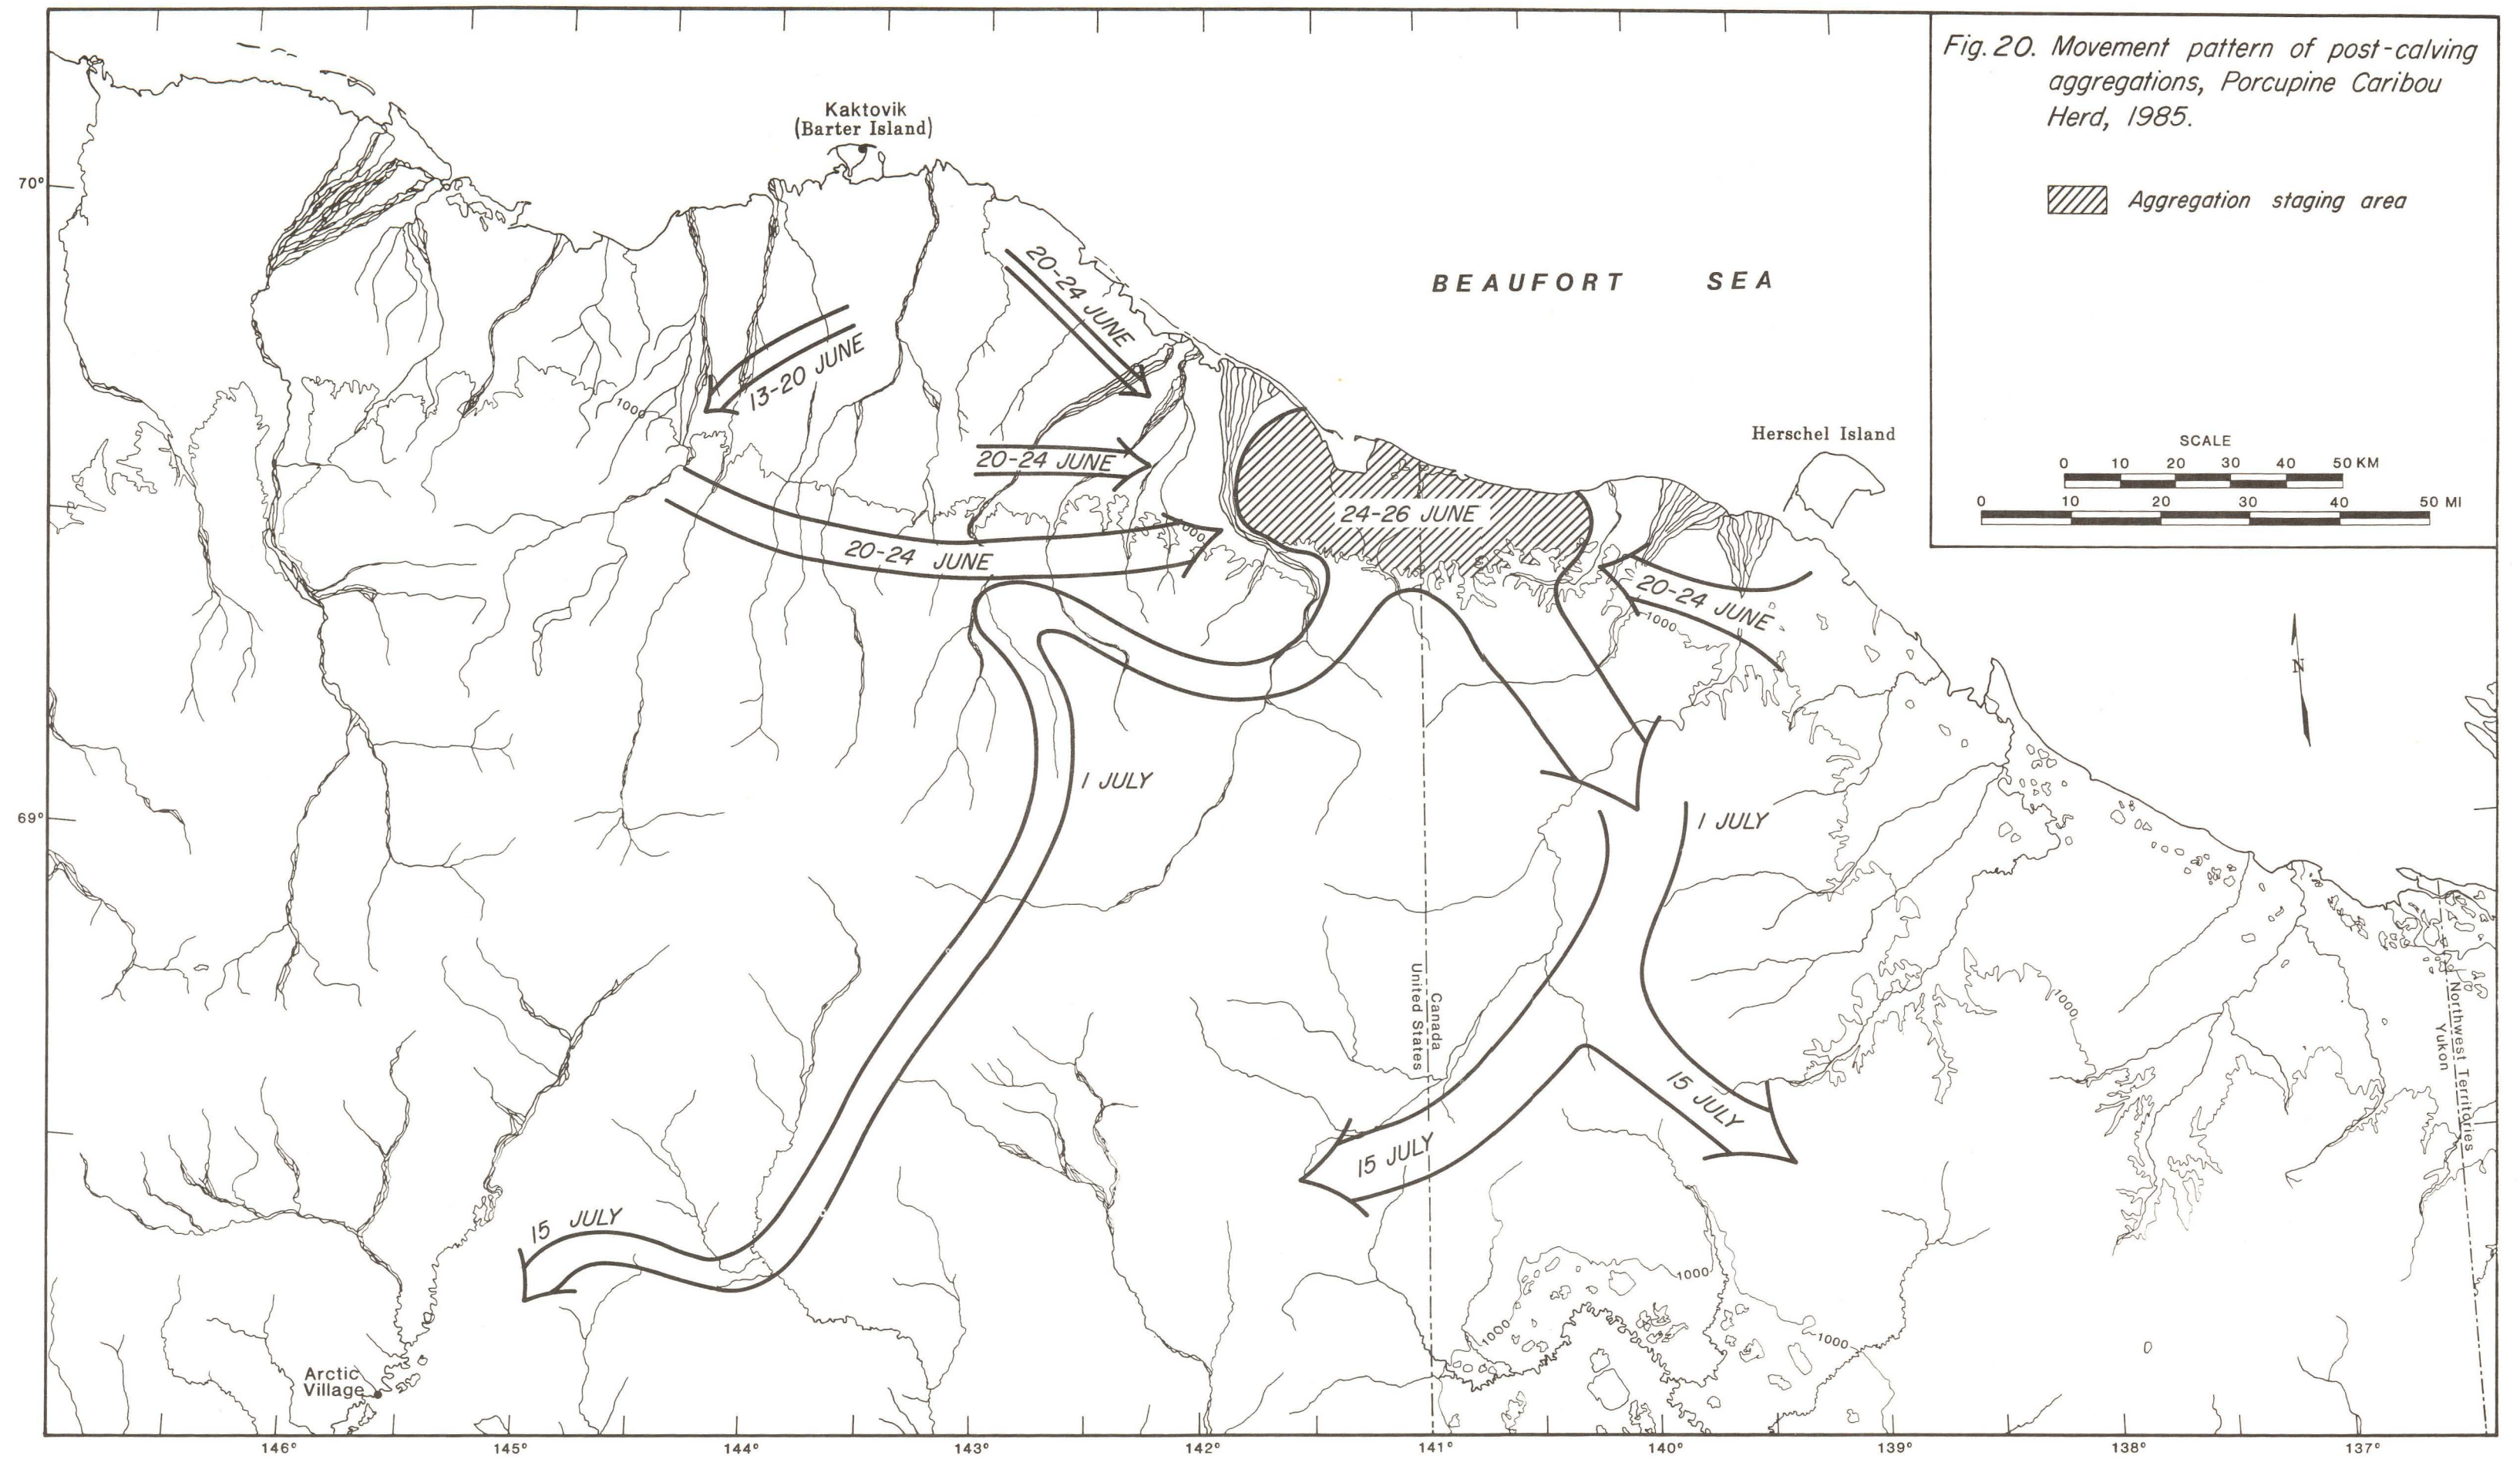 Fig. 20. Movement pattern of post-calving
aggregations, Porcupine Caribou
Herd, 1985.
Aggregation staging area
SCALE
0 10 20 30 40 50 KM
0 10 20 30 40 50 MI
Kaktovik
(Barter Island)
70°
BEAUFORT SEA
20-24 JUNE
13-20 JUNE
1000
Herschel Island
20-24 JUNE
24-26 JUNE
1000
20-24 JUNE
20-24 JUNE
1000
N
1 JULY
69°
1 JULY
Canada
United States
1000
Northwest Territories
Yukon
15 JULY
15 JULY
15 JULY
1000
1000
1000
Arctic
Village
146° 145° 144° 143° 142° 141° 140° 139° 138° 137°